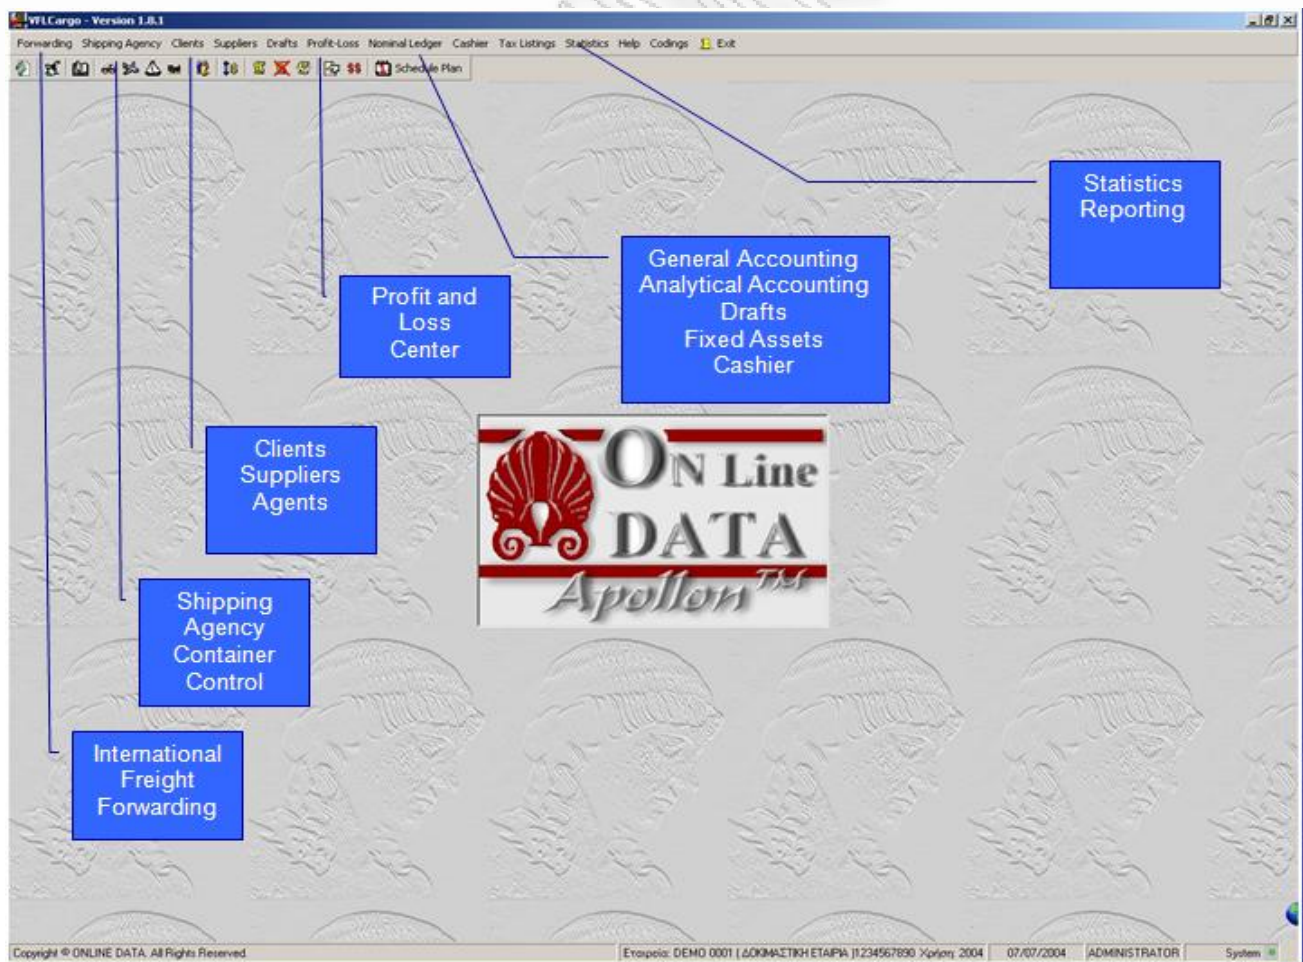 VFLCargo - Version 1.8.1
Forwarding Shipping Agency Clients Suppliers Drafts Profit-Loss Nominal Ledger Cashier Tax Listings Statistics Help Codings Exit
$$ Schedule Plan
Statistics
Reporting
General Accounting
Analytical Accounting
Drafts
Fixed Assets
Cashier
Profit and
Loss
Center
Clients
Suppliers
Agents
ON Line
DATA
Apollon™
Shipping
Agency
Container
Control
International
Freight
Forwarding
Copyright © ONLINE DATA. All Rights Reserved. Εταιρεία: DEMO 0001 ( ΔΟΚΙΜΑΣΤΙΚΗ ΕΤΑΙΡΙΑ )1234567890 Χρήση: 2004 07/07/2004 ADMINISTRATOR System